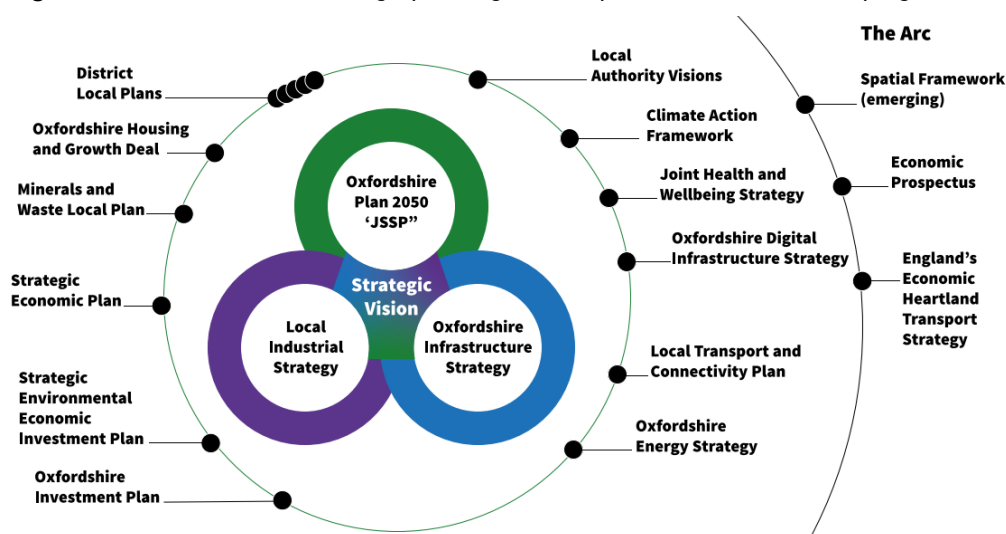 The Arc
District
Local Plans
Oxfordshire Housing
and Growth Deal
Minerals and
Waste Local Plan
Strategic
Economic Plan
Strategic
Environmental
Economic
Investment Plan
Oxfordshire
Investment Plan
Oxfordshire
Plan 2050
‘JSSP”
Strategic
Vision
Local
Industrial
Strategy
Oxfordshire
Infrastructure
Strategy
Local
Authority Visions
Climate Action
Framework
Joint Health and
Wellbeing Strategy
Oxfordshire Digital
Infrastructure Strategy
Local Transport and
Connectivity Plan
Oxfordshire
Energy Strategy
Spatial Framework
(emerging)
Economic
Prospectus
England’s
Economic
Heartland
Transport
Strategy